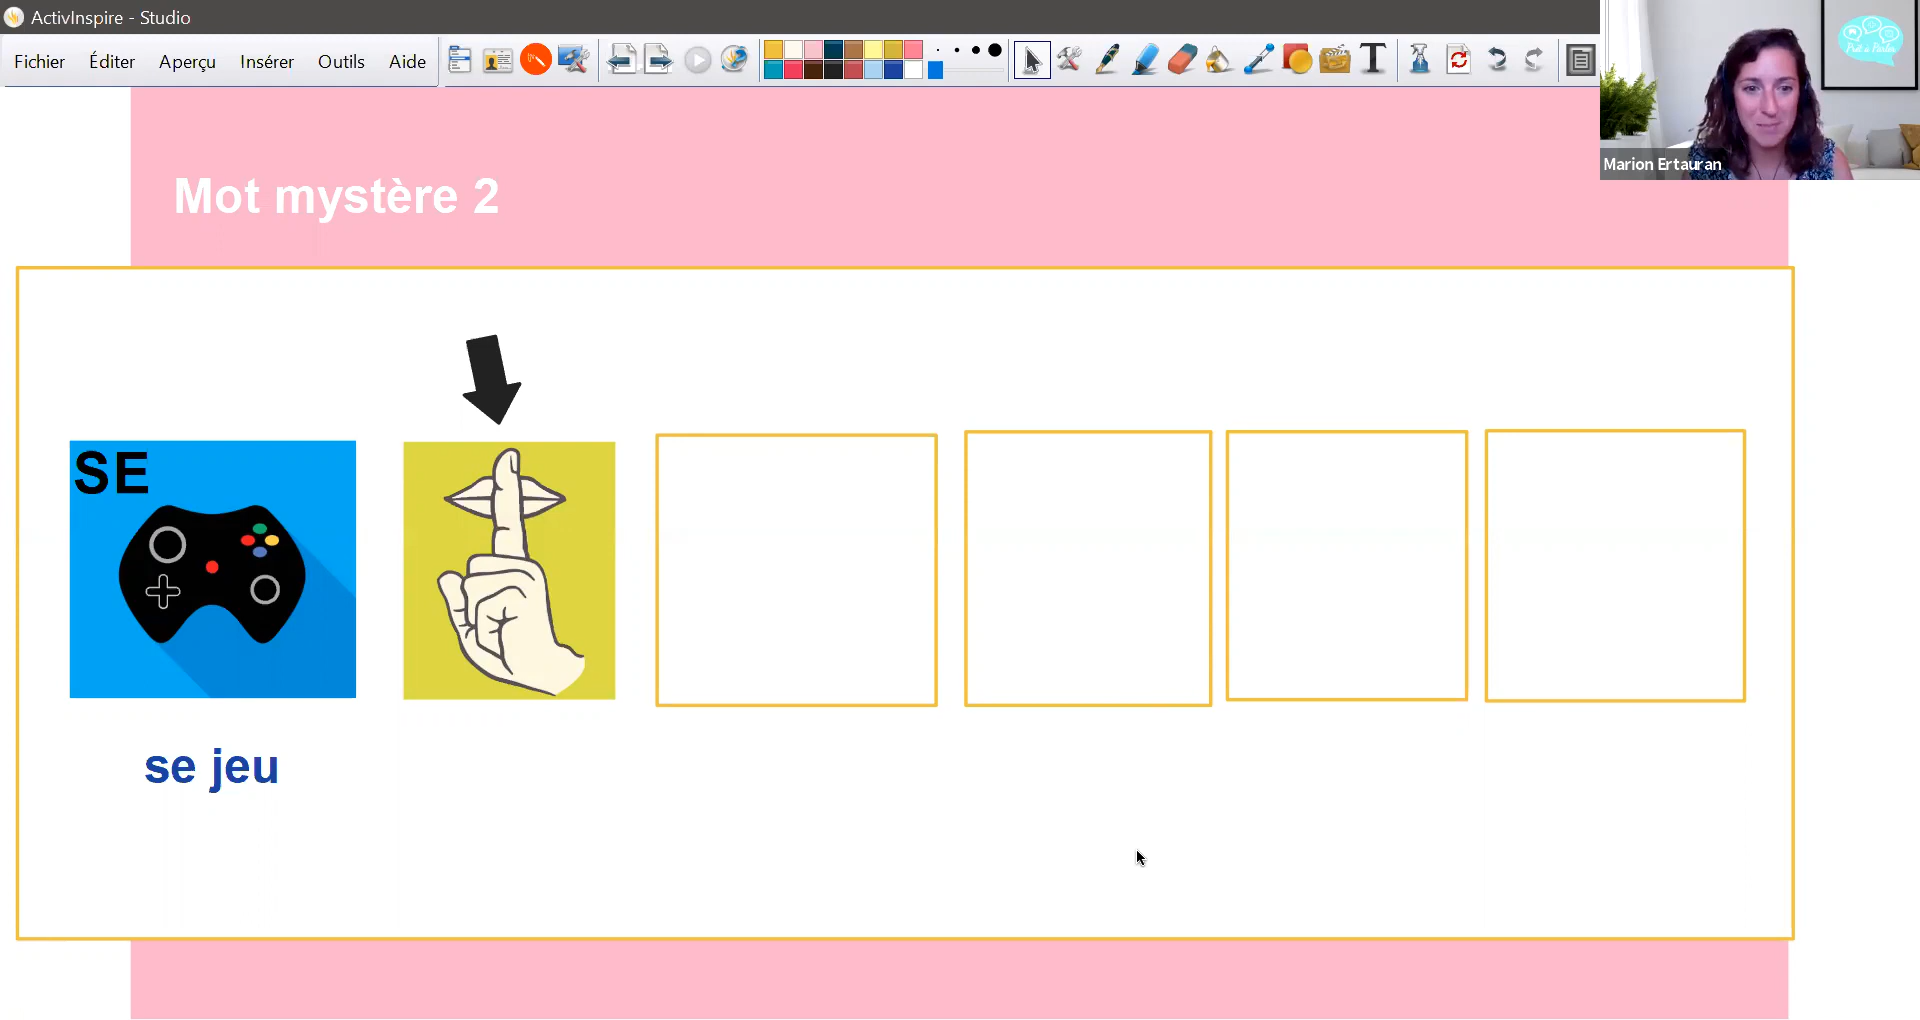 ActivInspire - Studio
Fichier Éditer Aperçu Insérer Outils Aide
Marion Ertauran
Mot mystère 2
SE
se jeu